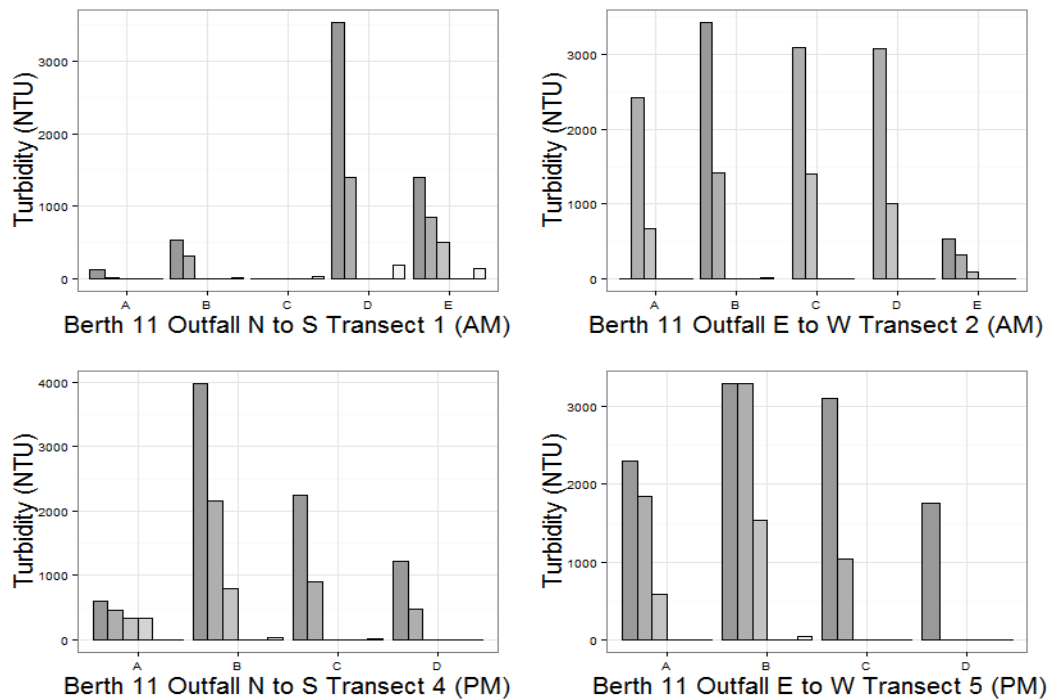 Turbidity (NTU)
3000
2000
1000
0
A B C D E
Berth 11 Outfall N to S Transect 1 (AM)
Turbidity (NTU)
3000
2000
1000
0
A B C D E
Berth 11 Outfall E to W Transect 2 (AM)
Turbidity (NTU)
4000
3000
2000
1000
0
A B C D
Berth 11 Outfall N to S Transect 4 (PM)
Turbidity (NTU)
3000
2000
1000
0
A B C D
Berth 11 Outfall E to W Transect 5 (PM)